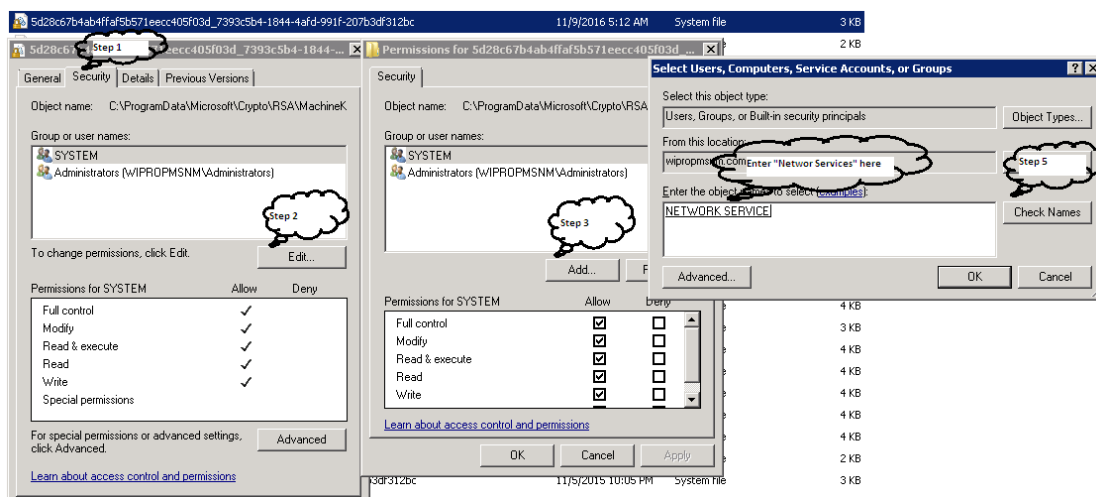 5d28c67b4ab4ffaf5b571eecc405f03d_7393c5b4-1844-4afd-991f-207b3df312bc 11/9/2016 5:12 AM System file 3 KB
2 KB
5d28c67 eecc405f03d_7393c5b4-1844-...
Step 1
General Security Details Previous Versions
Object name: C:\ProgramData\Microsoft\Crypto\RSA\MachineK
Group or user names:
SYSTEM
Administrators (WIPROPMSNM\Administrators)
Step 2
To change permissions, click Edit.
Edit...
Permissions for SYSTEM Allow Deny
Full control
Modify
Read & execute
Read
Write
Special permissions
For special permissions or advanced settings,
click Advanced.
Advanced
Learn about access control and permissions
Permissions for 5d28c67b4ab4ffaf5b571eecc405f03d_...
Security
Object name: C:\ProgramData\Microsoft\Crypto\RSA
Group or user names:
SYSTEM
Administrators (WIPROPMSNM\Administrators)
Step 3
Add...
Permissions for SYSTEM Allow Deny
Full control
Modify
Read & execute
Read
Write
Learn about access control and permissions
OK Cancel Apply
Select Users, Computers, Service Accounts, or Groups
Select this object type:
Users, Groups, or Built-in security principals
Object Types...
From this location:
Enter "Networ Services" here
Step 5
Enter the object to select (examples):
NETWORK SERVICE
Check Names
Advanced...
OK Cancel
4 KB
3 KB
4 KB
4 KB
4 KB
4 KB
4 KB
4 KB
2 KB
3df312bc 11/5/2015 10:05 PM System file 3 KB